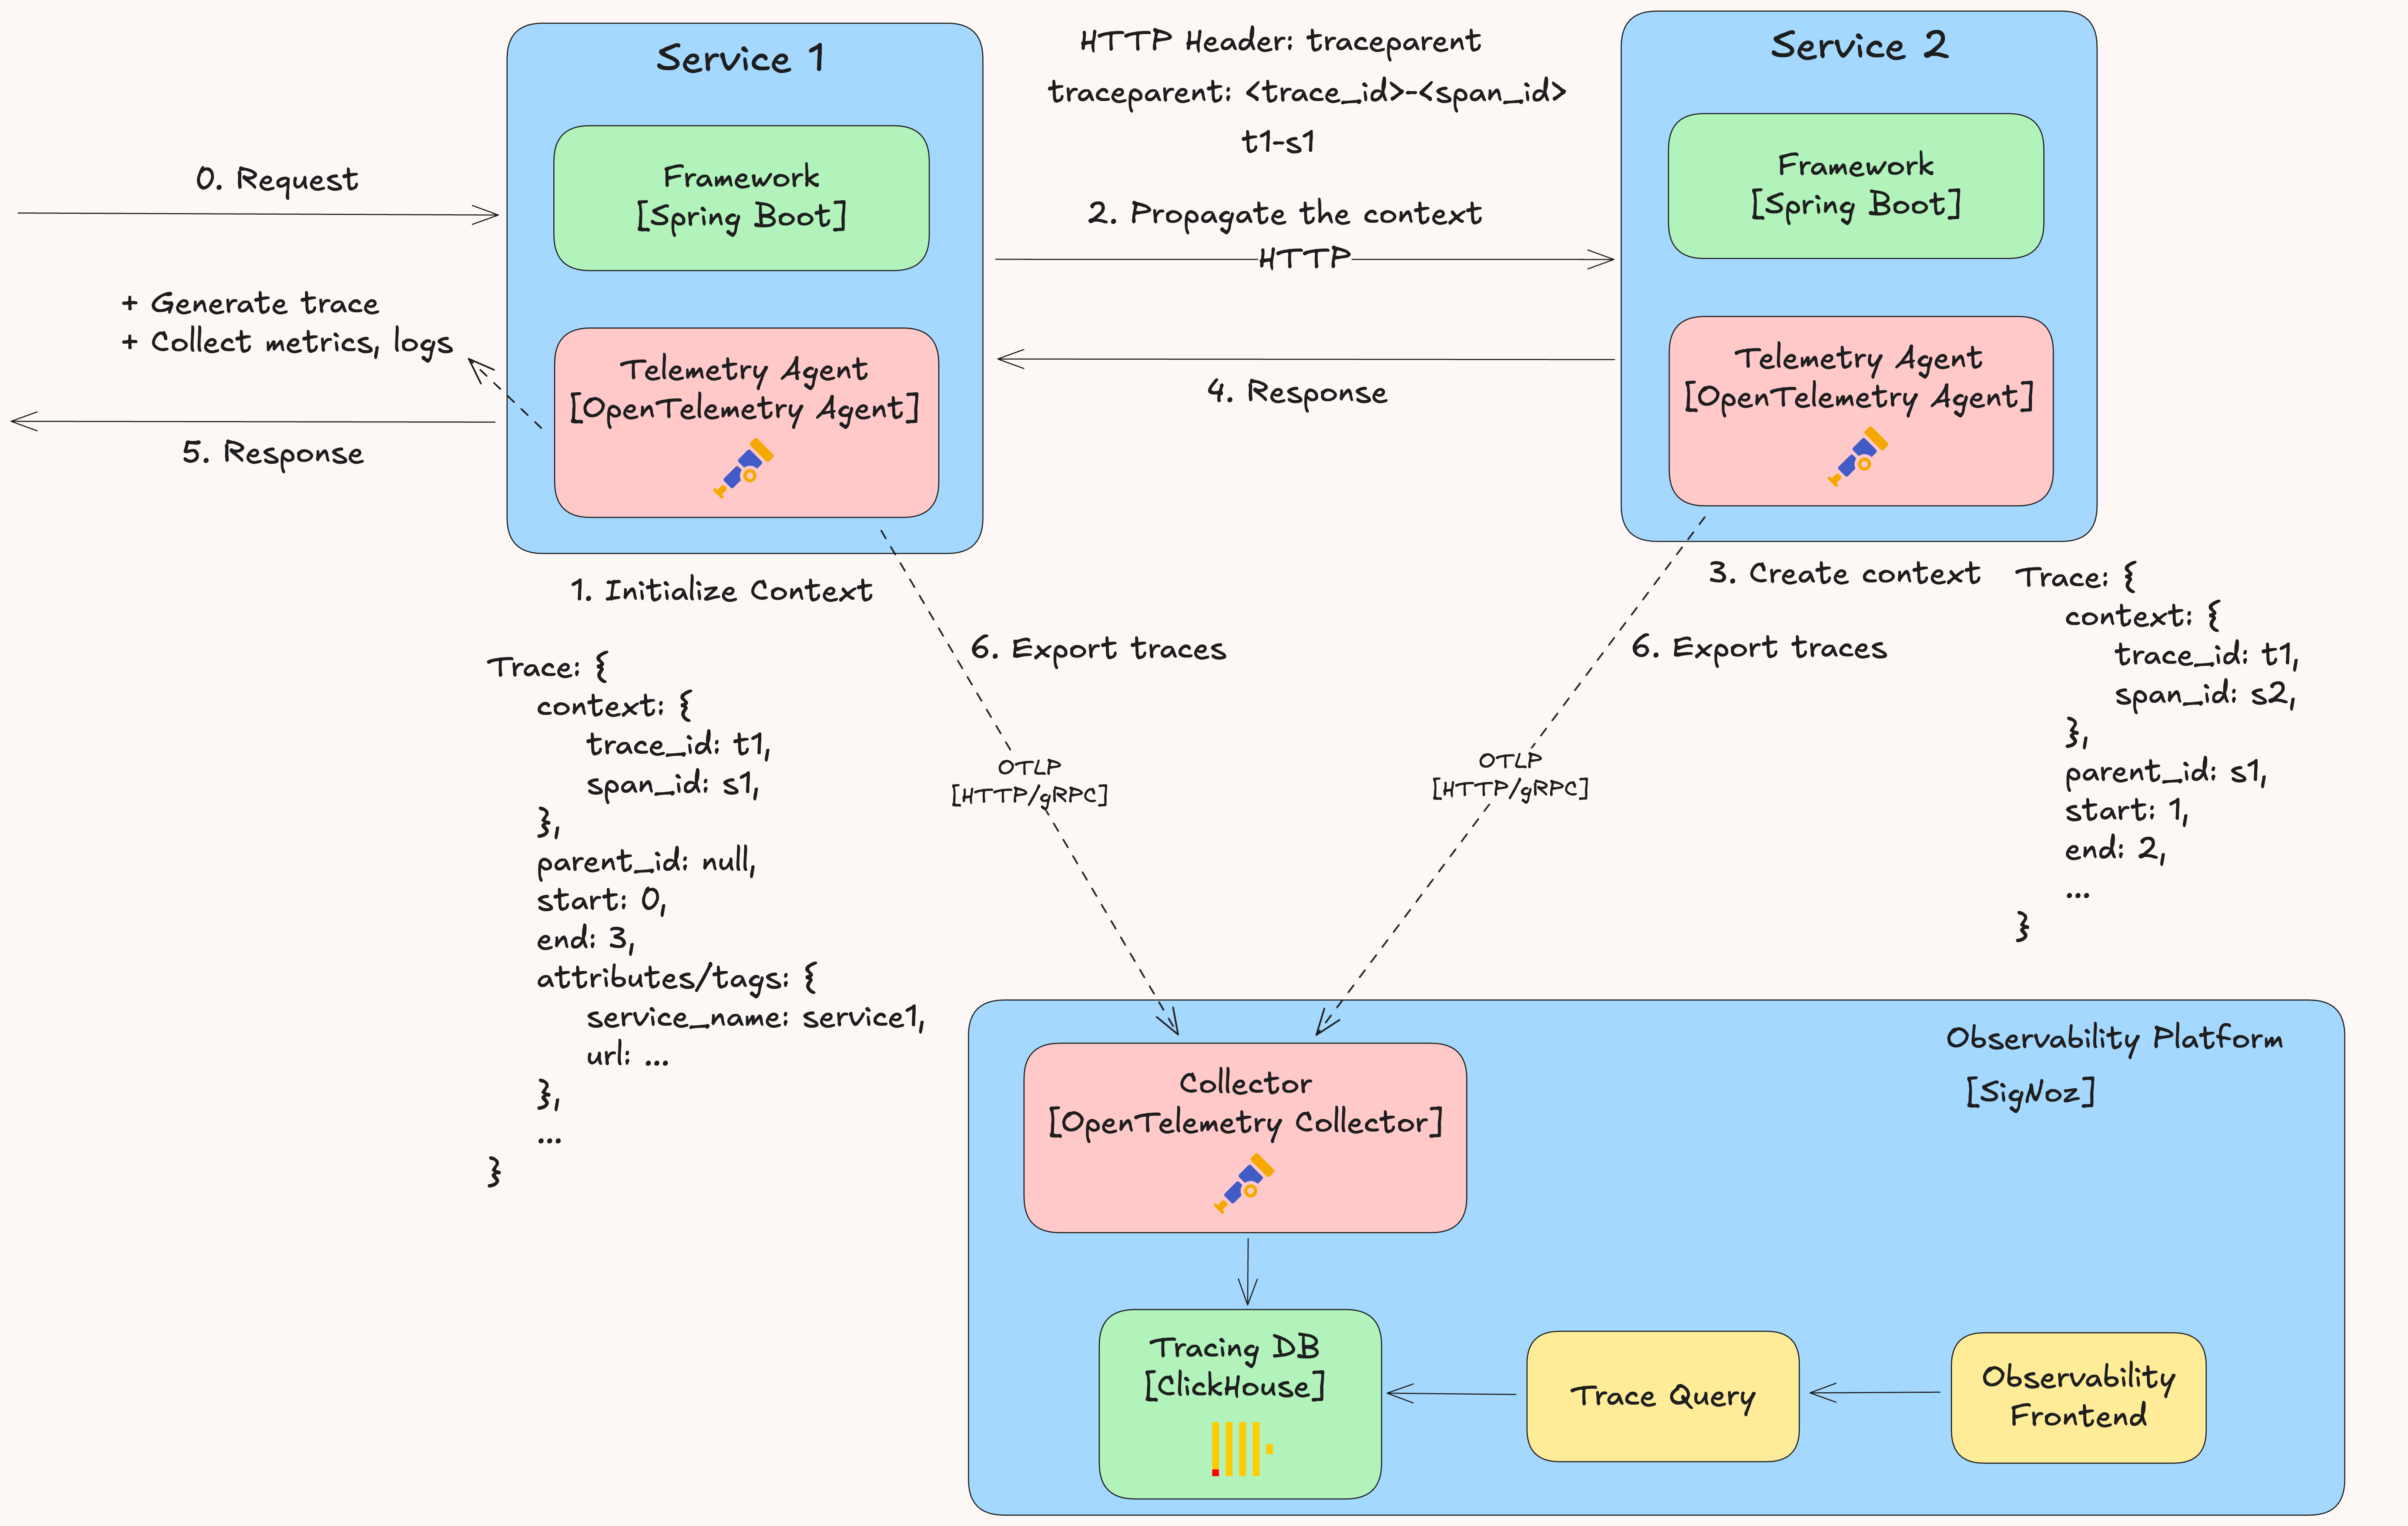 Service 1
Framework
[Spring Boot]
Telemetry Agent
[OpenTelemetry Agent]
0. Request
+ Generate trace
+ Collect metrics, logs
5. Response
HTTP Header: traceparent
traceparent: <trace_id>-<span_id>
t1-s1
2. Propagate the context
HTTP
4. Response
Service 2
Framework
[Spring Boot]
Telemetry Agent
[OpenTelemetry Agent]
1. Initialize Context
Trace: {
context: {
trace_id: t1,
span_id: s1,
},
parent_id: null,
start: 0,
end: 3,
attributes/tags: {
service_name: service1,
url: ...
},
...
}
6. Export traces
OTLP
[HTTP/gRPC]
6. Export traces
OTLP
[HTTP/gRPC]
3. Create context
Trace: {
context: {
trace_id: t1,
span_id: s2,
},
parent_id: s1,
start: 1,
end: 2,
...
}
Observability Platform
[SigNoz]
Collector
[OpenTelemetry Collector]
Tracing DB
[ClickHouse]
Trace Query
Observability
Frontend